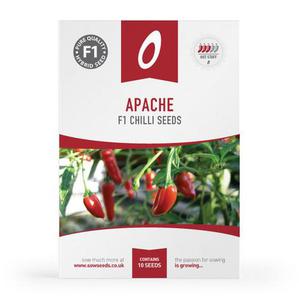 PURE QUALITY
F1
HYBRID SEED
HOT STUFF
APACHE
F1 CHILLI SEEDS
sow much more at
www.sowseeds.co.uk
CONTAINS
10 SEEDS
the passion for sowing
is growing...